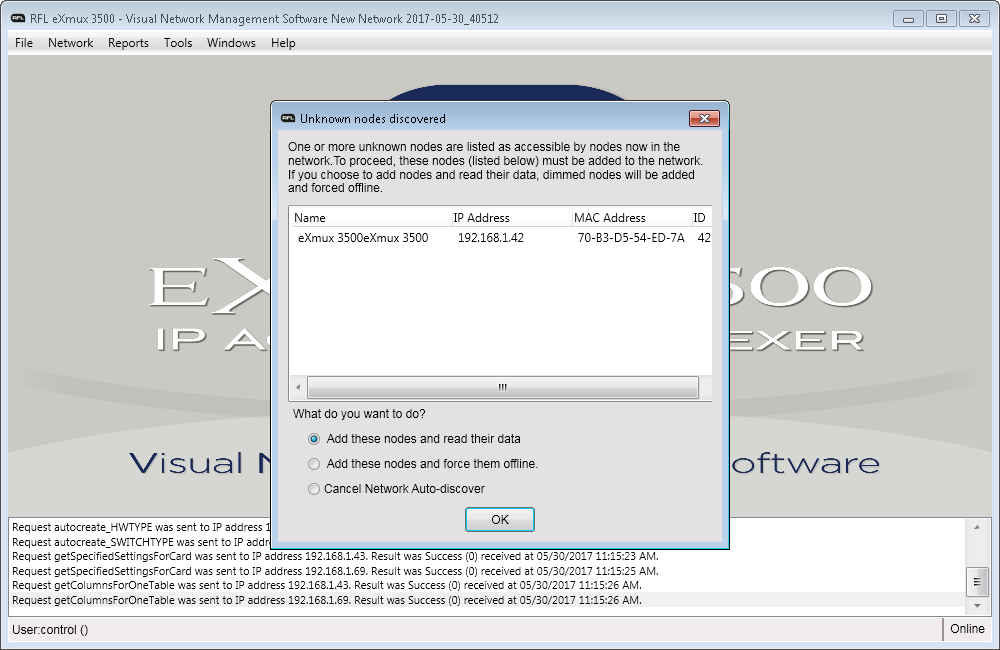 RFL eXmux 3500 - Visual Network Management Software New Network 2017-05-30_40512
File Network Reports Tools Windows Help
RFL Unknown nodes discovered
One or more unknown nodes are listed as accessible by nodes now in the
network.To proceed, these nodes (listed below) must be added to the network.
If you choose to add nodes and read their data, dimmed nodes will be added
and forced offline.
Name IP Address MAC Address ID
eXmux 3500eXmux 3500 192.168.1.42 70-B3-D5-54-ED-7A 42
What do you want to do?
Add these nodes and read their data
Add these nodes and force them offline.
Cancel Network Auto-discover
OK
EX 500
IP A EXER
Visual N oftware
Request autocreate_HWTYPE was sent to IP address 1
Request autocreate_SWITCHTYPE was sent to IP addre
Request getSpecifiedSettingsForCard was sent to IP address 192.168.1.43. Result was Success (0) received at 05/30/2017 11:15:23 AM.
Request getSpecifiedSettingsForCard was sent to IP address 192.168.1.69. Result was Success (0) received at 05/30/2017 11:15:25 AM.
Request getColumnsForOneTable was sent to IP address 192.168.1.43. Result was Success (0) received at 05/30/2017 11:15:26 AM.
Request getColumnsForOneTable was sent to IP address 192.168.1.69. Result was Success (0) received at 05/30/2017 11:15:26 AM.
User:control () Online